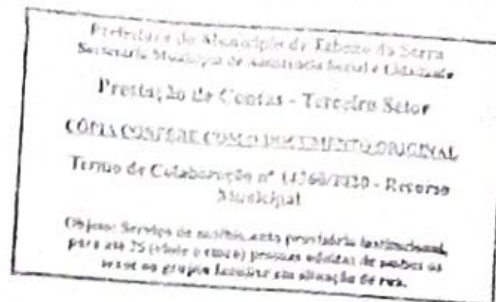 Prefeitura do Município de Taboão da Serra
Secretaria Municipal de Assistência Social e Cidadania
Prestação de Contas - Terceiro Setor
CÓPIA CONFERE COM O DOCUMENTO ORIGINAL
Termo de Colaboração nº /2020 - Recurso
Municipal
Objeto: Serviço de acolhimento provisório institucional,
para até 25 (vinte e cinco) pessoas adultas de ambos os
sexos ou grupos familiar em situação de rua.